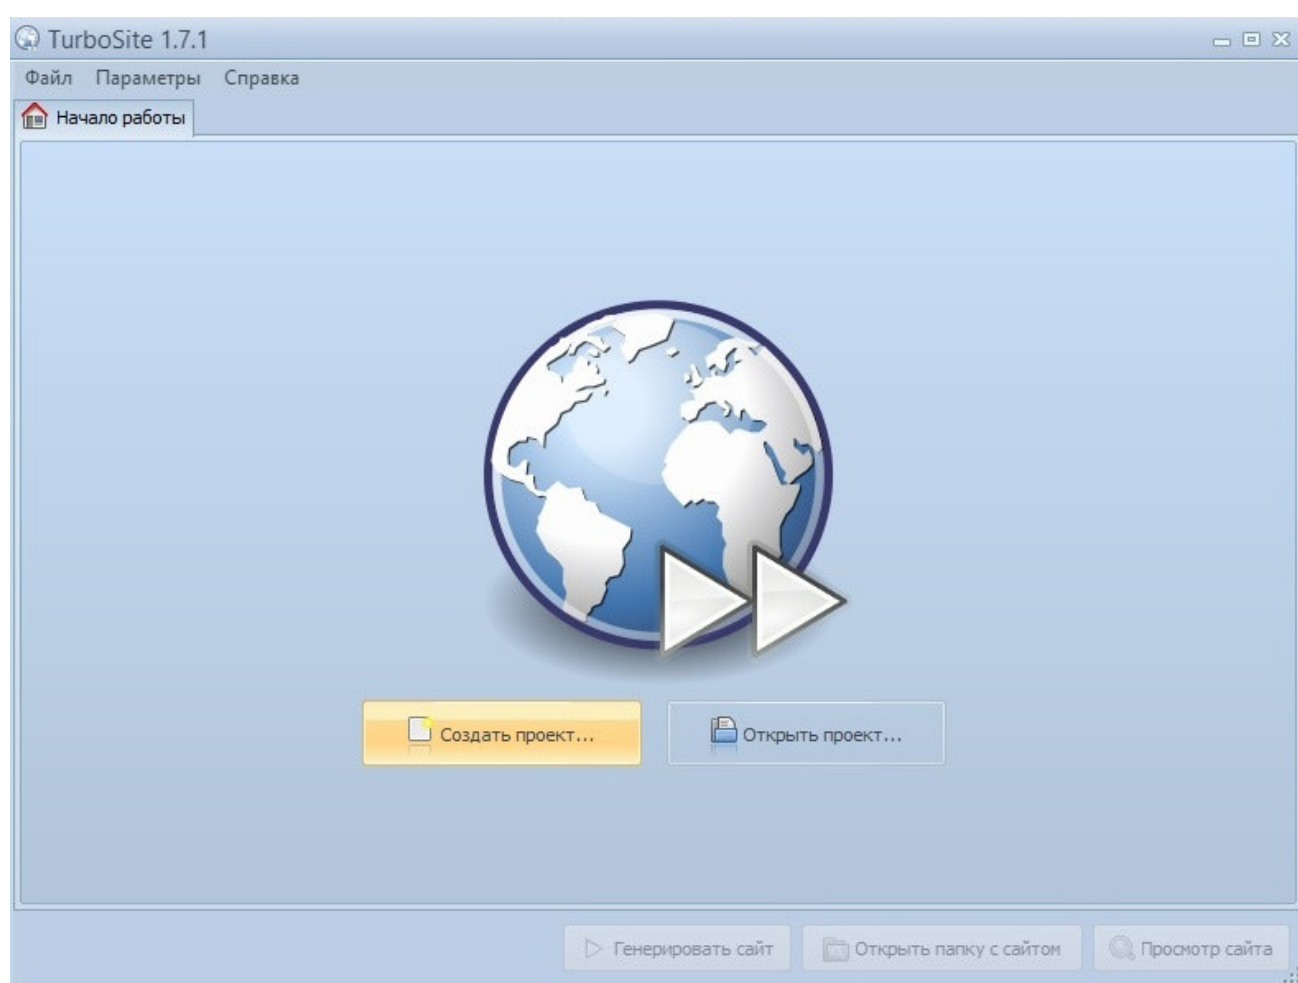 TurboSite 1.7.1
Файл Параметры Справка
Начало работы
Создать проект... Открыть проект...
Генерировать сайт Открыть папку с сайтом Просмотр сайта